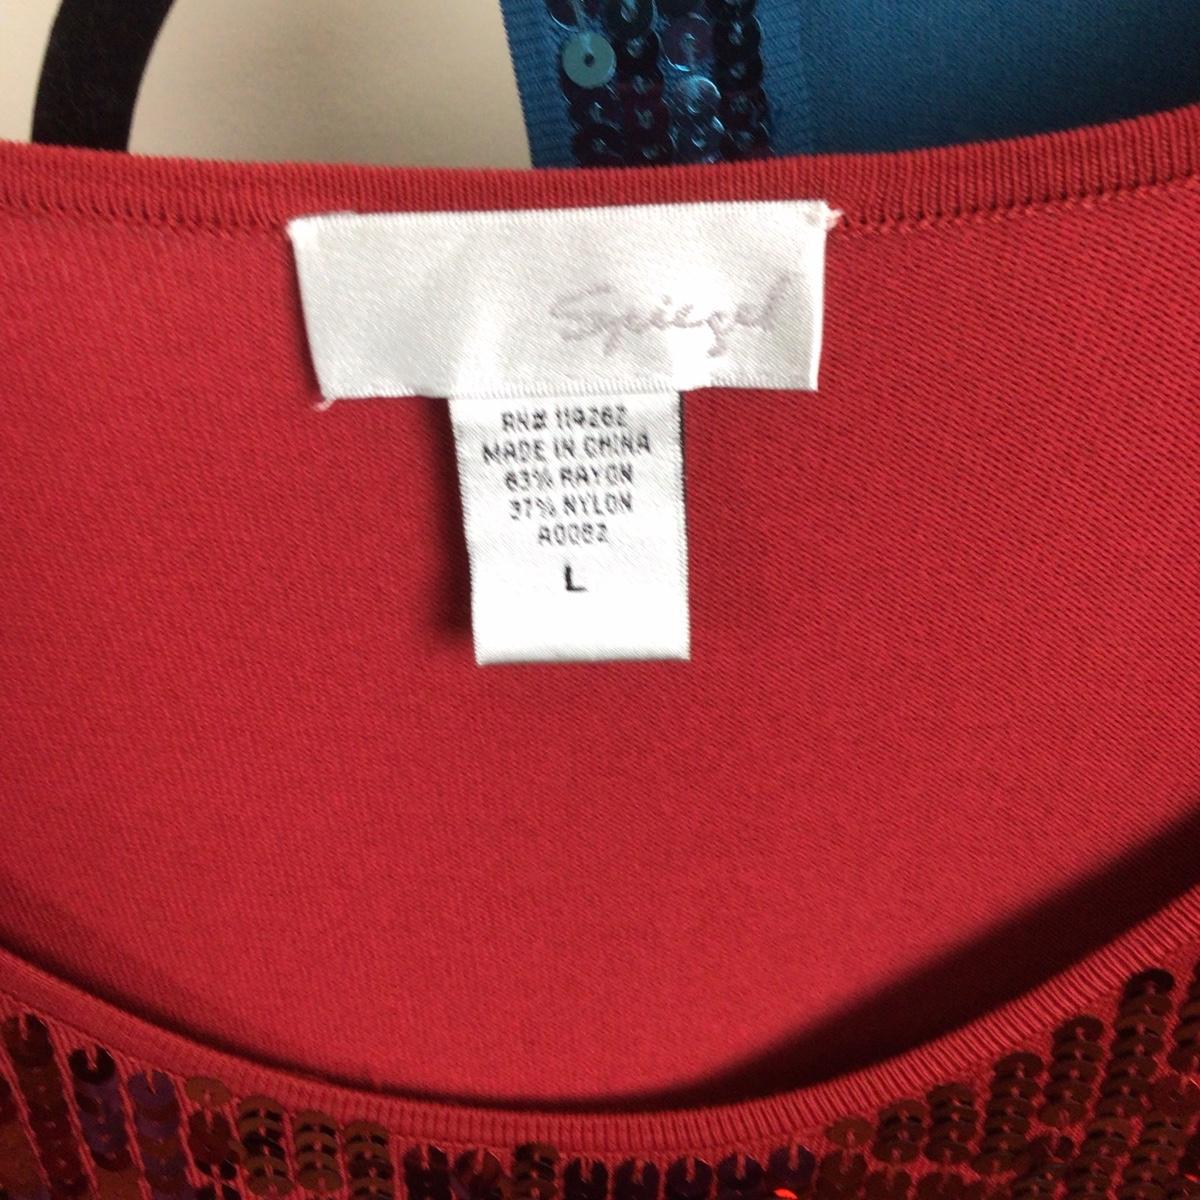 Spiegel
RN# 119262
MADE IN CHINA
63% RAYON
37% NYLON
A0082
L